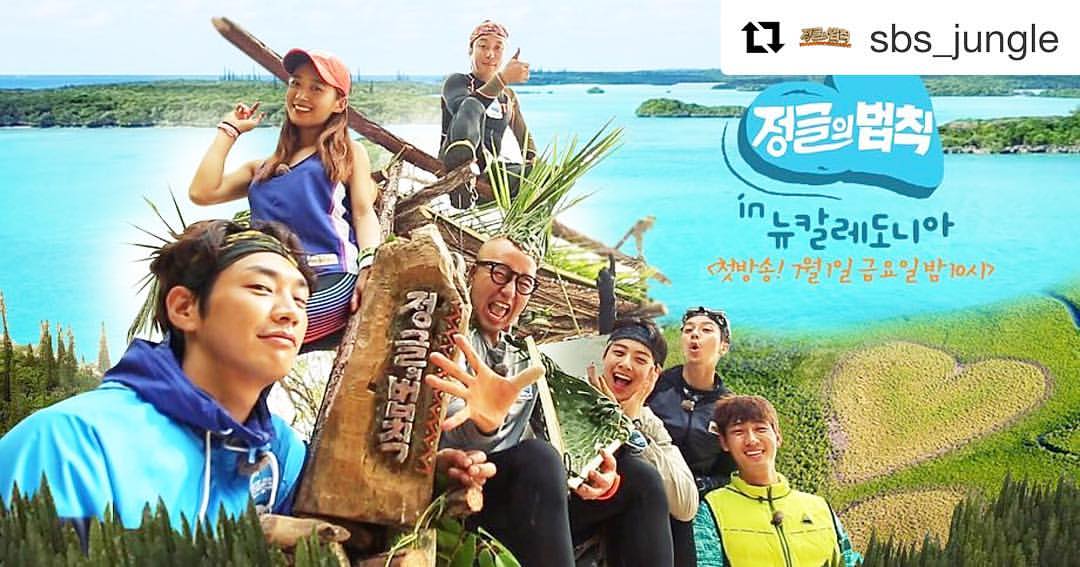 sbs_jungle
정글의 법칙
in
뉴칼레도니아
<첫방송! 7월 1일 금요일 밤 10시>
정글의 법칙